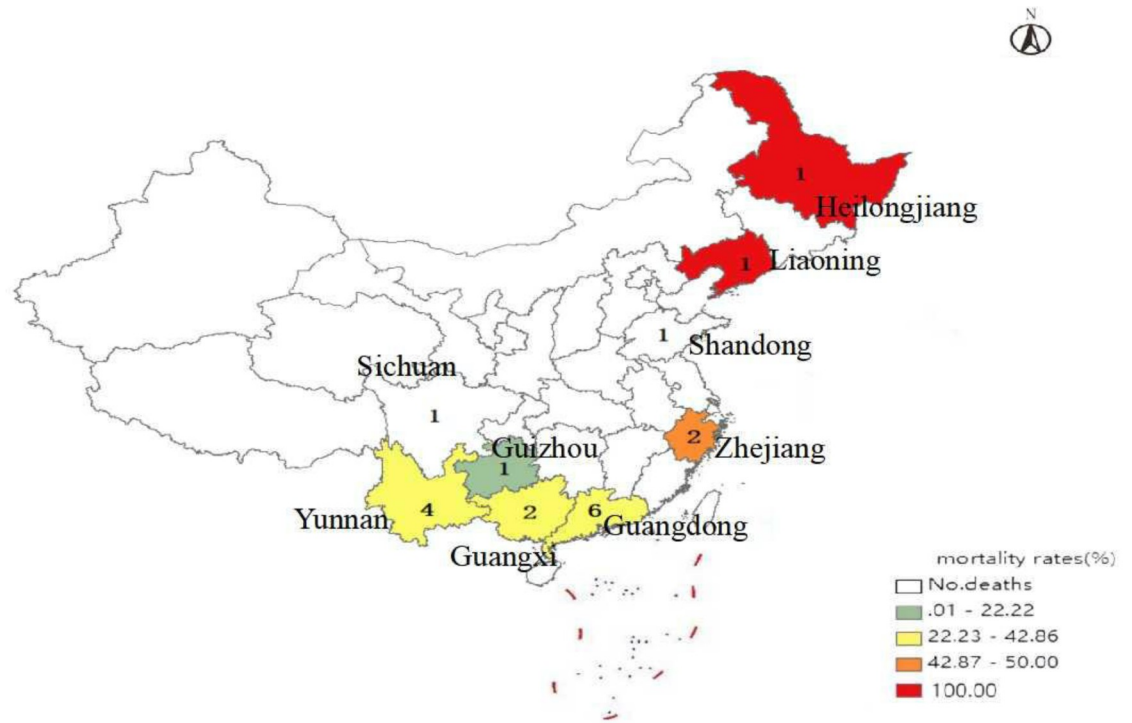 N
1
Heilongjiang
1
Liaoning
1
Shandong
Sichuan
1
2
Zhejiang
Guizhou
1
Yunnan
4
2
6
Guangdong
Guangxi
mortality rates(%)
No.deaths
.01 - 22.22
22.23 - 42.86
42.87 - 50.00
100.00